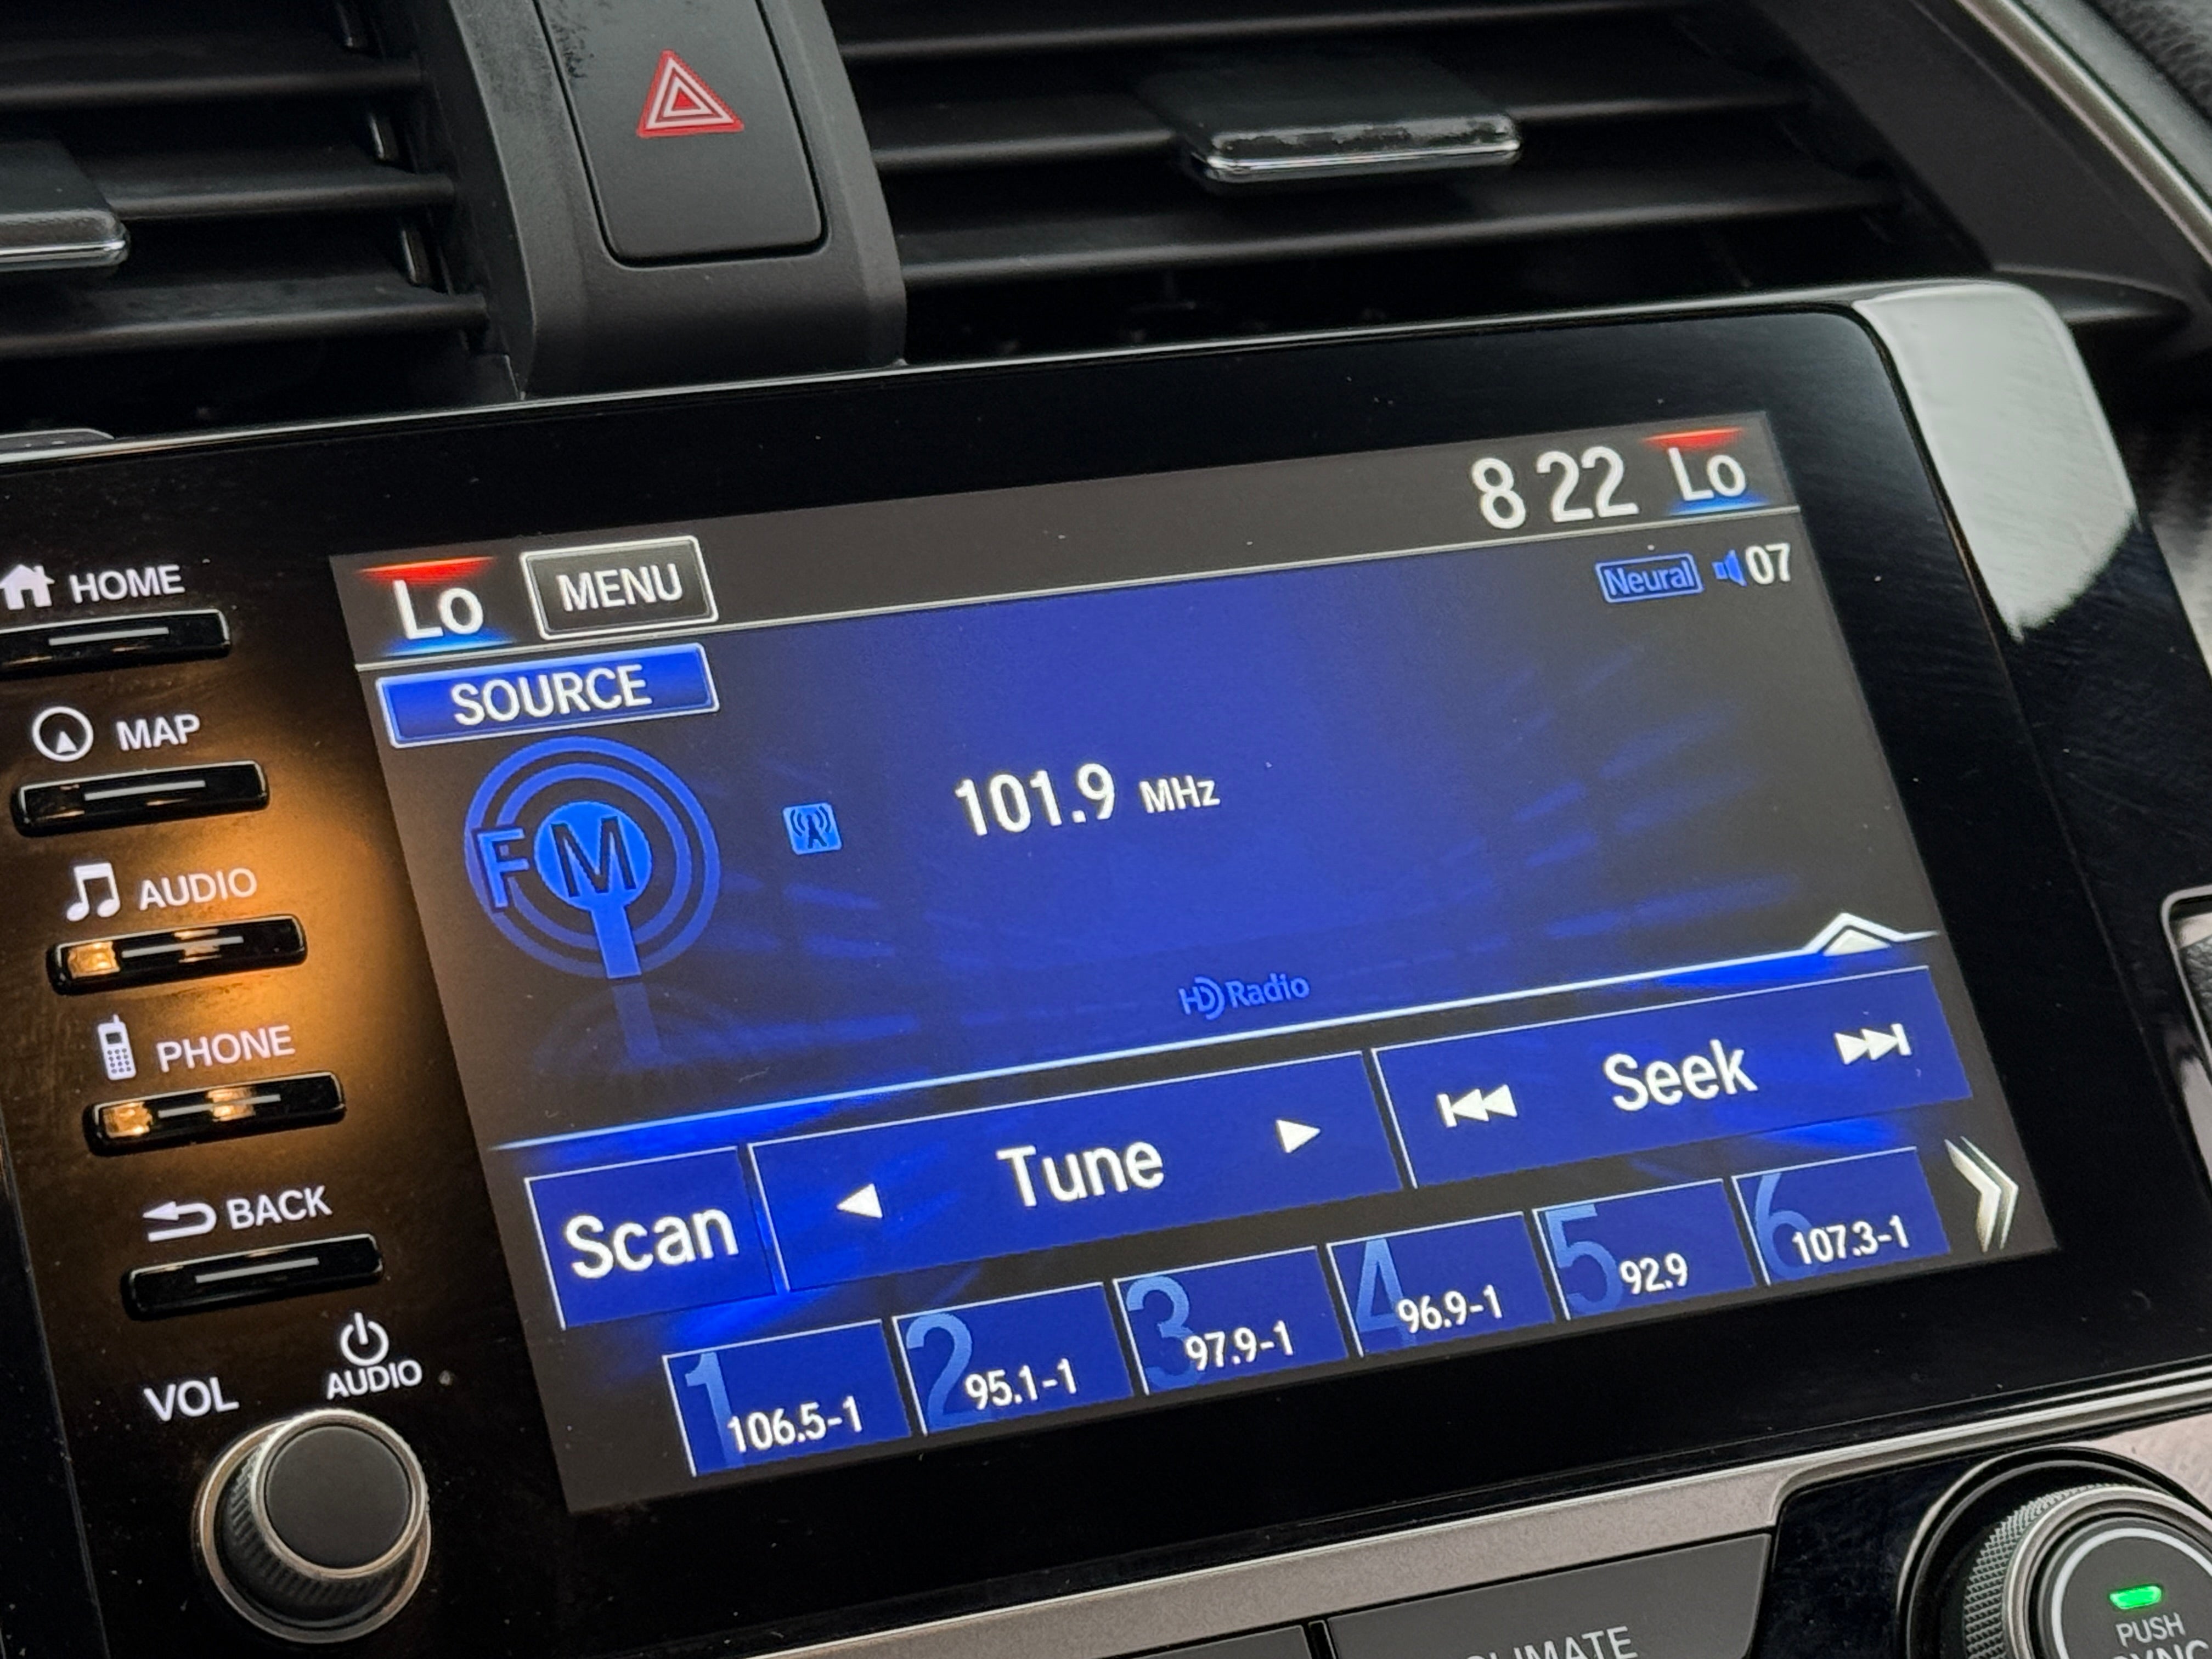 8 22 Lo
Lo MENU
Neural 07
HOME
SOURCE
MAP
FM
101.9 MHz
AUDIO
HD Radio
PHONE
Scan
Tune
Seek
BACK
1 106.5-1
2 95.1-1
3 97.9-1
4 96.9-1
5 92.9
6 107.3-1
VOL
AUDIO
CLIMATE
PUSH
SYNC